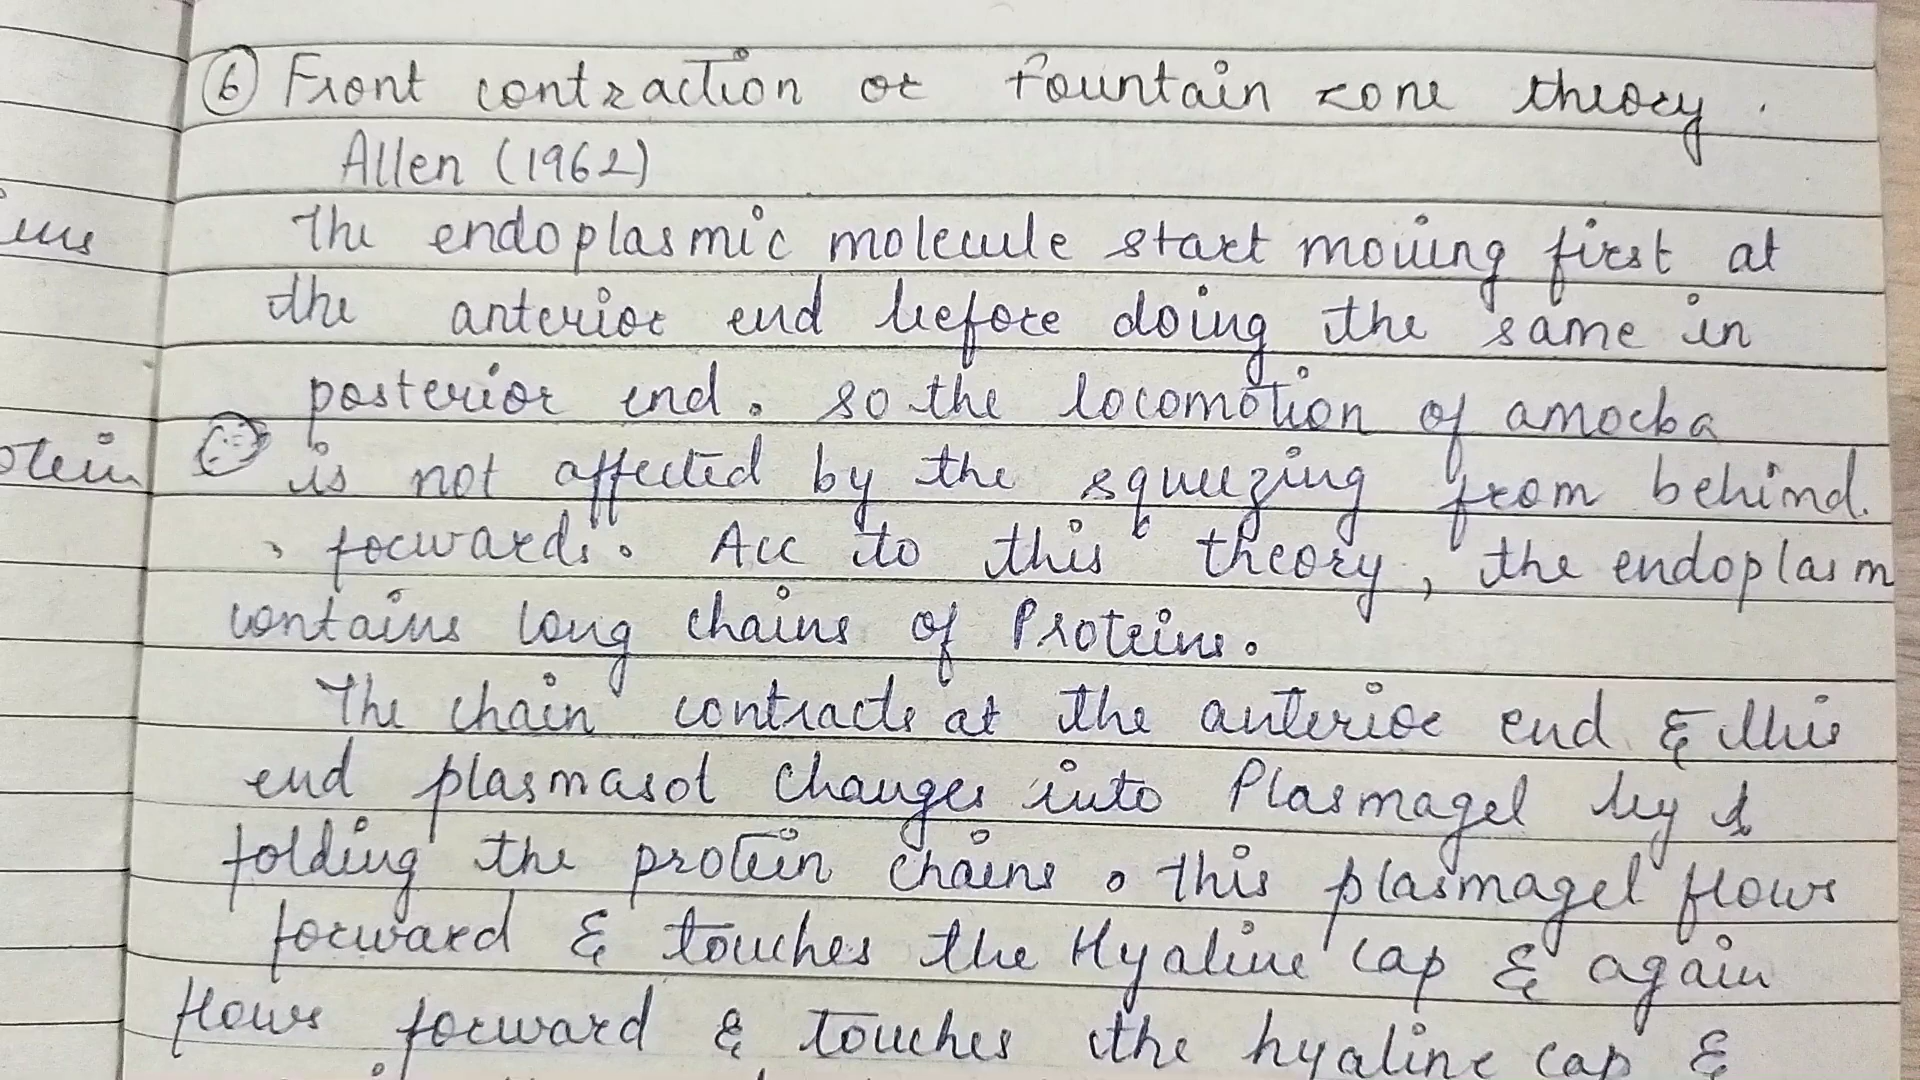 ⑥ Front contraction or fountain zone theory.
Allen (1962)
The endoplasmic molecule start moving first at
the anterior end before doing the same in
posterior end. So the locomotion of amoeba
is not affected by the squeezing from behind.
forwards. Acc to this theory, the endoplasm
contains long chains of Proteins.
The chain contracts at the anterior end & this
end plasmasol changes into Plasmagel by
folding the protein chains. this plasmagel flows
forward & touches the Hyaline cap & again
flows forward & touches the hyaline cap &